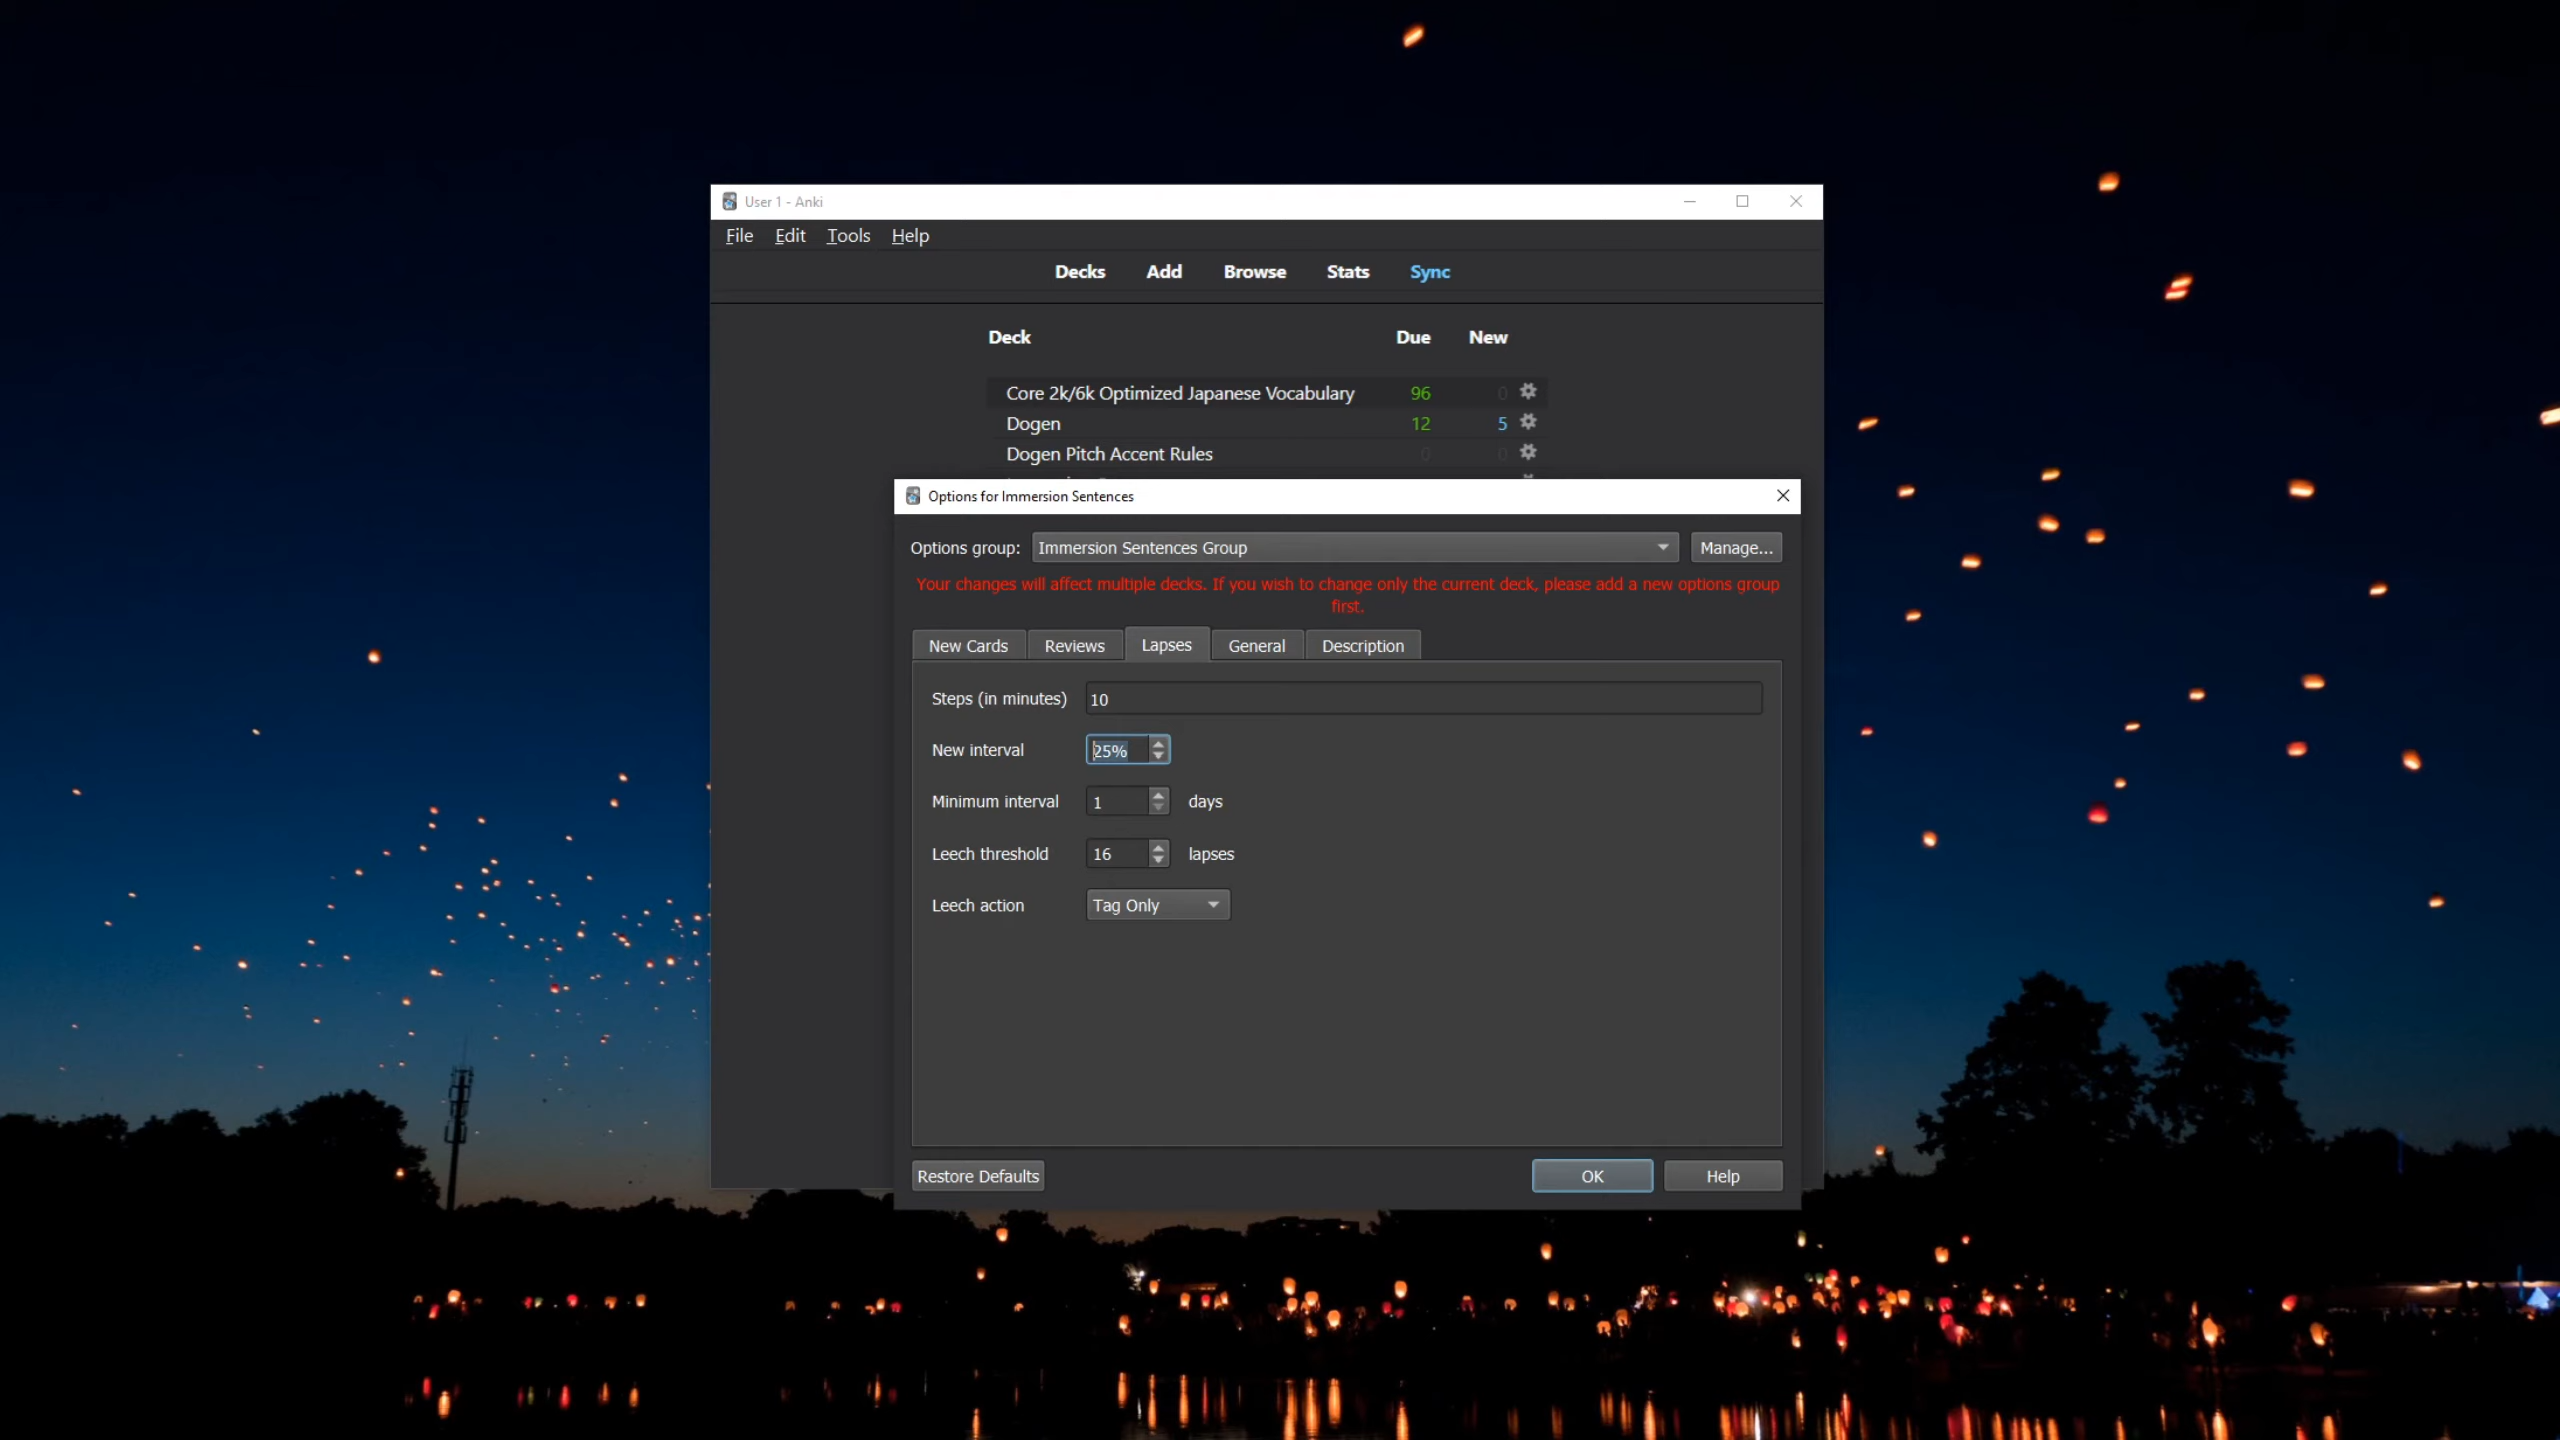 User 1 - Anki
File Edit Tools Help
Decks Add Browse Stats Sync
Deck Due New
Core 2k/6k Optimized Japanese Vocabulary 96 0
Dogen 12 5
Dogen Pitch Accent Rules 0 0
Options for Immersion Sentences
Options group: Immersion Sentences Group Manage...
Your changes will affect multiple decks. If you wish to change only the current deck, please add a new options group
first.
New Cards Reviews Lapses General Description
Steps (in minutes) 10
New interval 25%
Minimum interval 1 days
Leech threshold 16 lapses
Leech action Tag Only
Restore Defaults OK Help